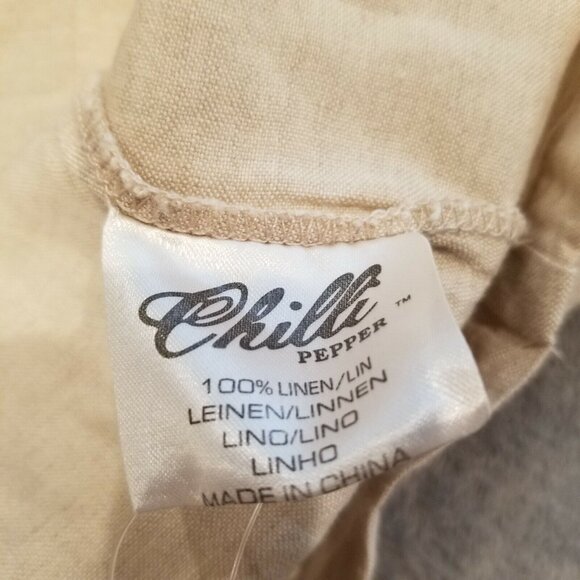 Chilli ™
PEPPER
100% LINEN/LIN
LEINEN/LINNEN
LINO/LINO
LINHO
MADE IN CHINA